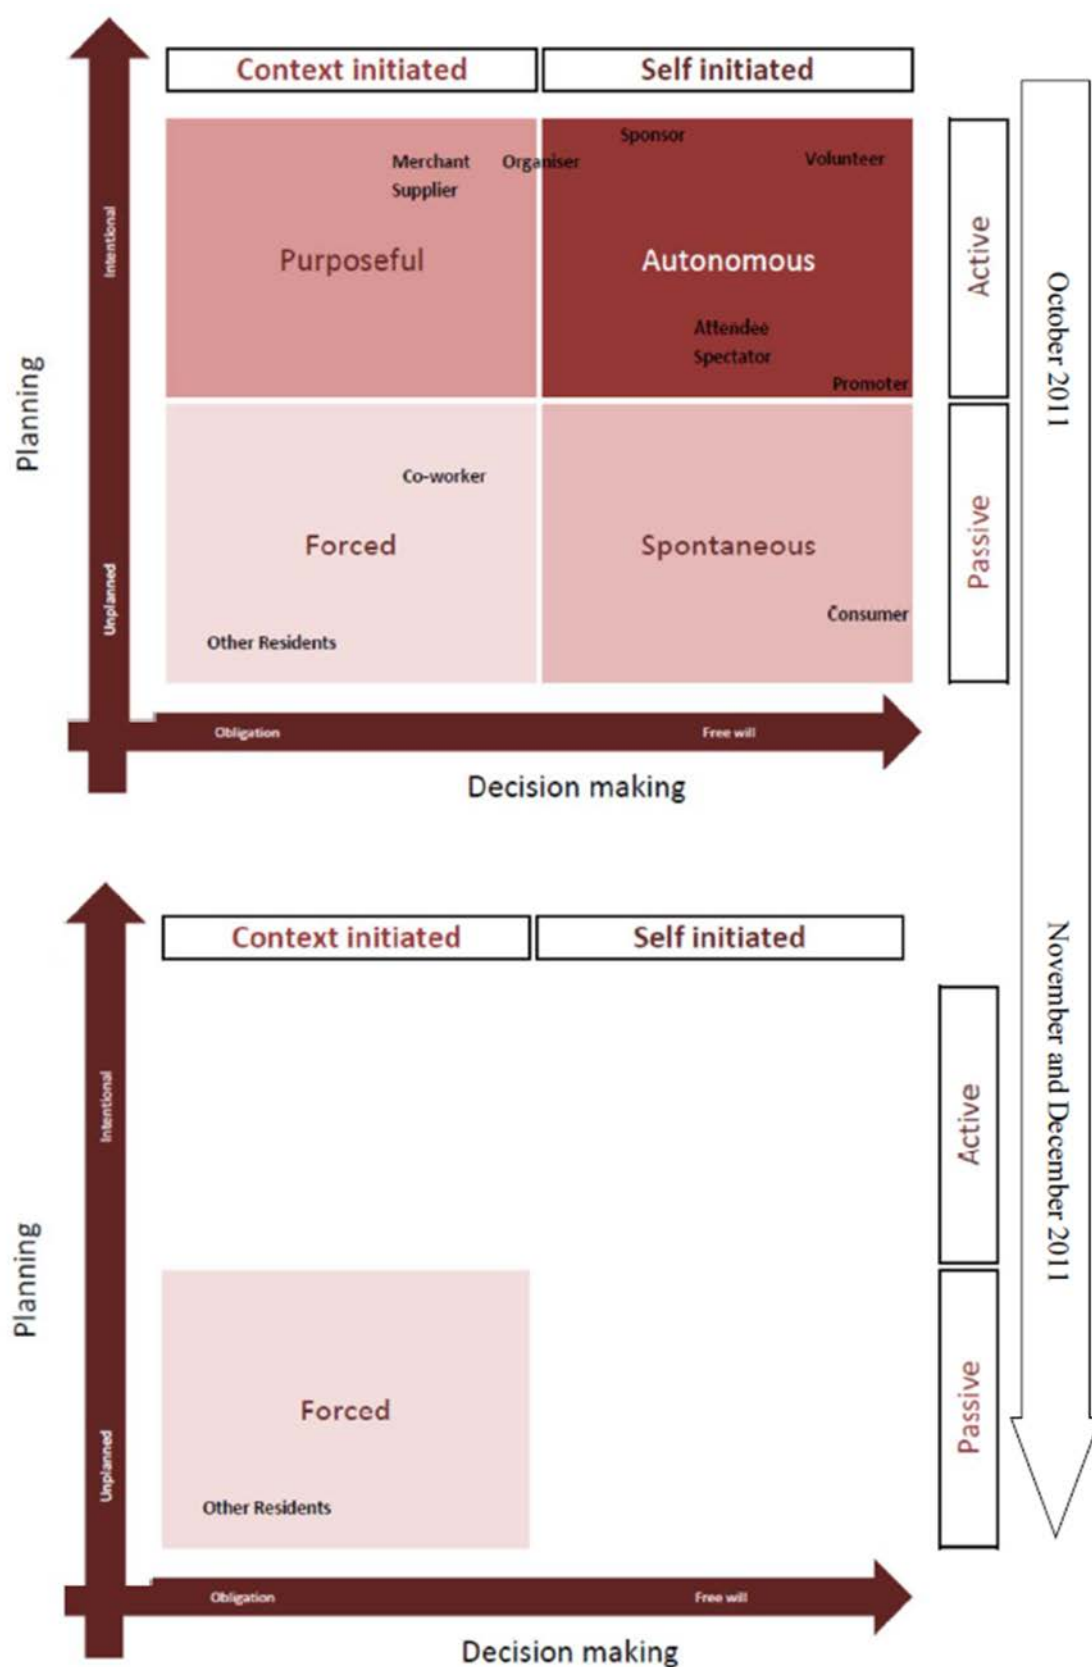 Context initiated
Self initiated
Sponsor
Merchant
Organiser
Volunteer
Supplier
Purposeful
Autonomous
Attendee
Spectator
Promoter
Co-worker
Forced
Spontaneous
Consumer
Other Residents
Intentional
Unplanned
Planning
Obligation
Free will
Decision making
Active
Passive
October 2011
Context initiated
Self initiated
Forced
Other Residents
Intentional
Unplanned
Planning
Obligation
Free will
Decision making
Active
Passive
November and December 2011